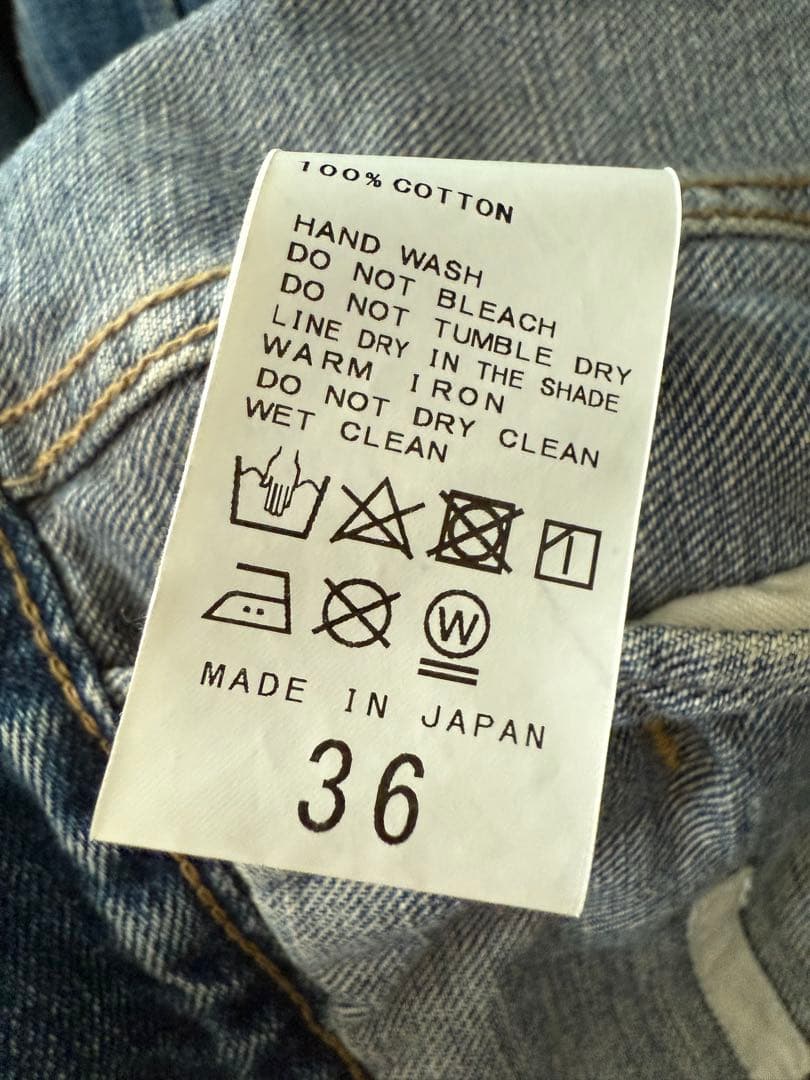 100% COTTON
HAND WASH
DO NOT BLEACH
DO NOT TUMBLE DRY
LINE DRY IN THE SHADE
WARM IRON
DO NOT DRY CLEAN
WET CLEAN
W
MADE IN JAPAN
36